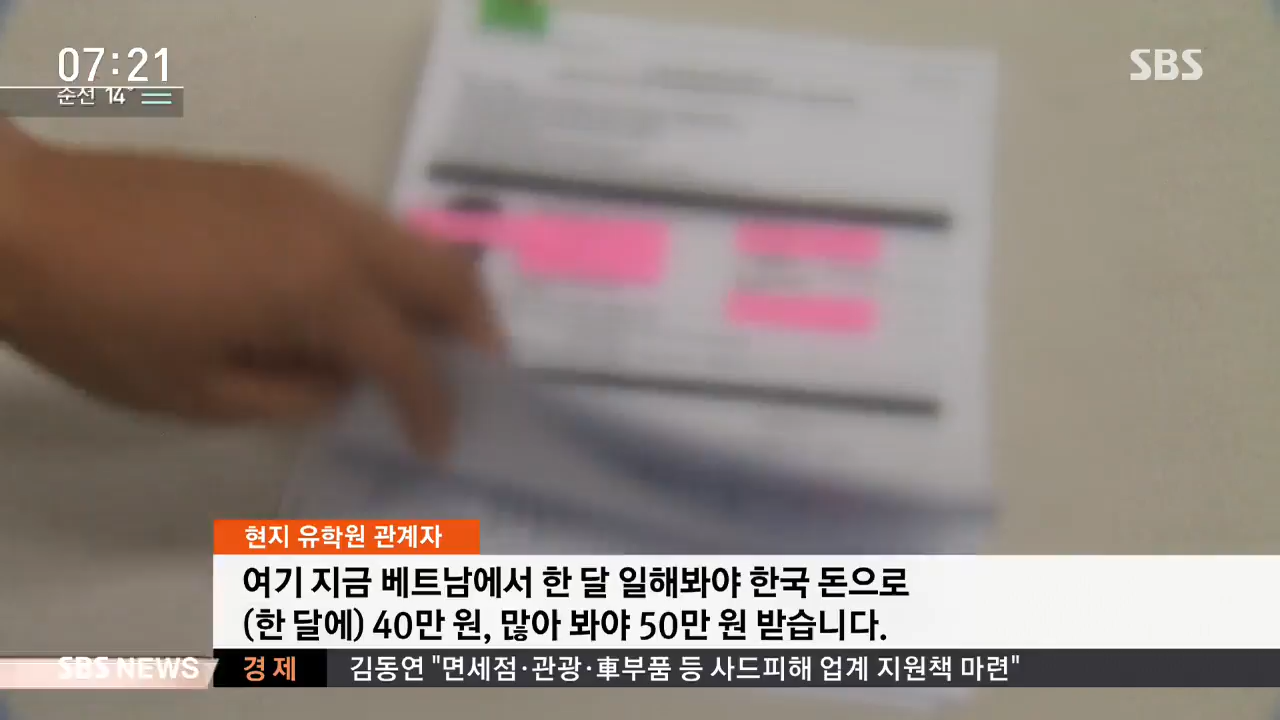 07:21
SBS
순천 14°
현지 유학원 관계자
여기 지금 베트남에서 한 달 일해봐야 한국 돈으로
(한 달에) 40만 원, 많아 봐야 50만 원 받습니다.
SBS NEWS
경제
김동연 "면세점·관광·車부품 등 사드피해 업계 지원책 마련"